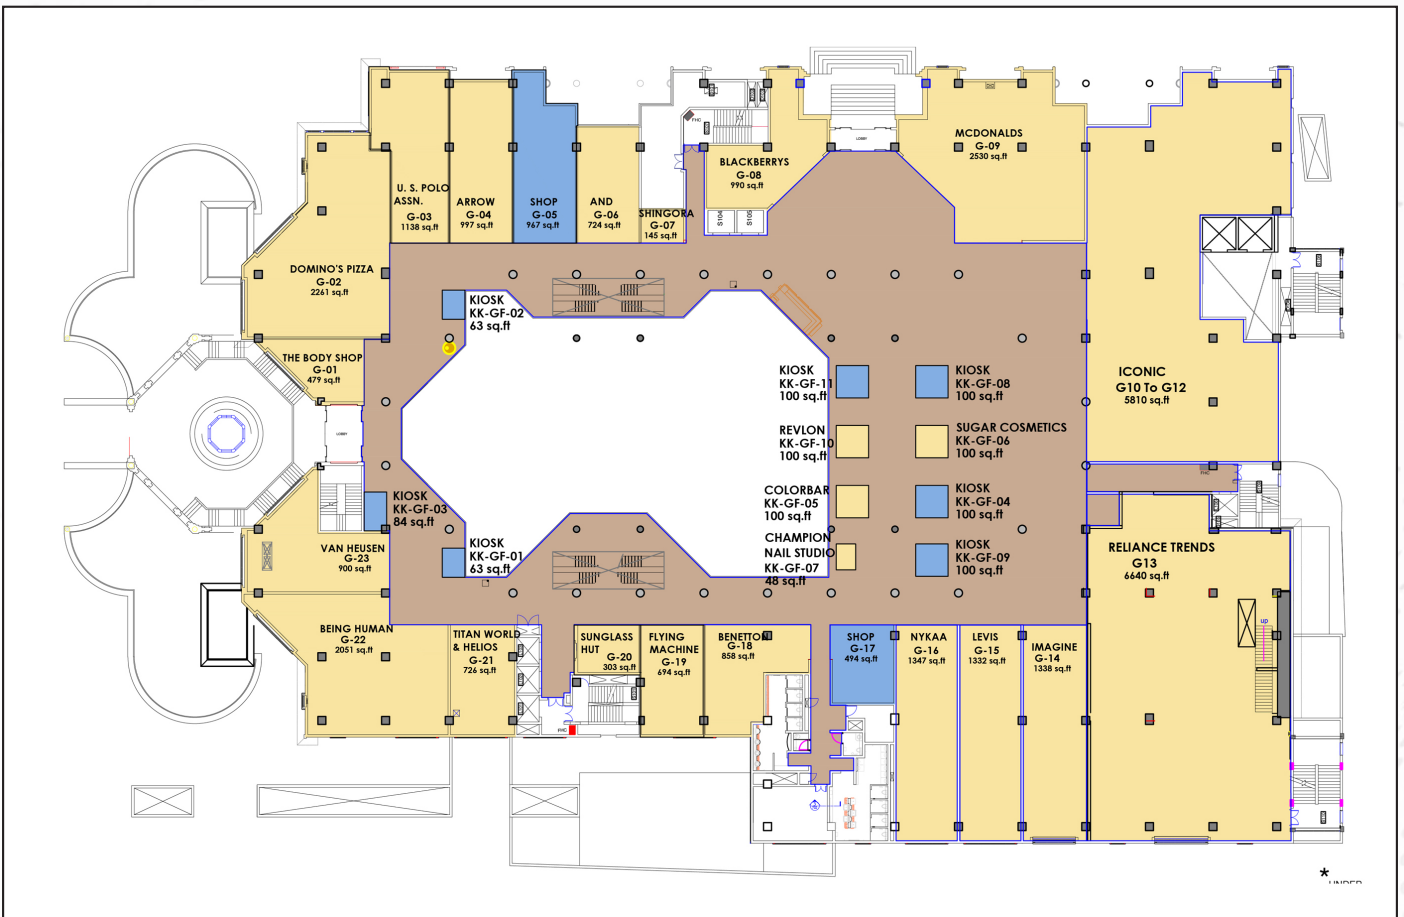 U. S. POLO
ASSN.
G-03
1138 sq.ft
ARROW
G-04
997 sq.ft
SHOP
G-05
967 sq.ft
AND
G-06
724 sq.ft
SHINGORA
G-07
145 sq.ft
FHC
BLACKBERRYS
G-08
990 sq.ft
S104
S105
LOBBY
MCDONALDS
G-09
2530 sq.ft
DOMINO'S PIZZA
G-02
2261 sq.ft
THE BODY SHOP
G-01
479 sq.ft
LOBBY
KIOSK
KK-GF-02
63 sq.ft
KIOSK
KK-GF-11
100 sq.ft
KIOSK
KK-GF-08
100 sq.ft
ICONIC
G10 To G12
5810 sq.ft
REVLON
KK-GF-10
100 sq.ft
SUGAR COSMETICS
KK-GF-06
100 sq.ft
FHC
KIOSK
KK-GF-03
84 sq.ft
COLORBAR
KK-GF-05
100 sq.ft
KIOSK
KK-GF-04
100 sq.ft
VAN HEUSEN
G-23
900 sq.ft
KIOSK
KK-GF-01
63 sq.ft
CHAMPION
NAIL STUDIO
KK-GF-07
48 sq.ft
KIOSK
KK-GF-09
100 sq.ft
RELIANCE TRENDS
G13
6640 sq.ft
up
BEING HUMAN
G-22
2051 sq.ft
TITAN WORLD
& HELIOS
G-21
726 sq.ft
SUNGLASS
HUT
G-20
303 sq.ft
FLYING
MACHINE
G-19
694 sq.ft
BENETTON
G-18
858 sq.ft
SHOP
G-17
494 sq.ft
NYKAA
G-16
1347 sq.ft
LEVIS
G-15
1332 sq.ft
IMAGINE
G-14
1338 sq.ft
FHC
*